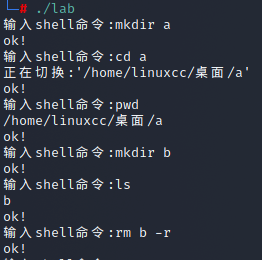 └─# ./lab
输入shell命令:mkdir a
ok!
输入shell命令:cd a
正在切换:'/home/linuxcc/桌面/a'
ok!
输入shell命令:pwd
/home/linuxcc/桌面/a
ok!
输入shell命令:mkdir b
ok!
输入shell命令:ls
b
ok!
输入shell命令:rm b -r
ok!